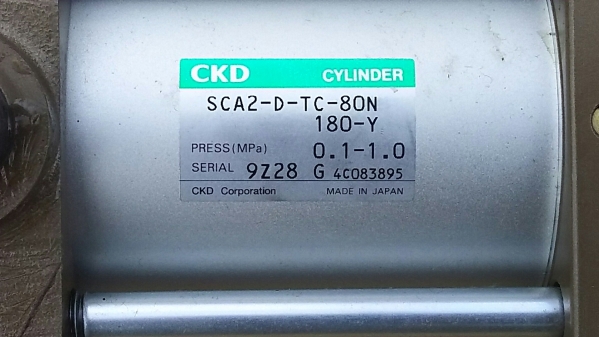 CKD CYLINDER
SCA2-D-TC-80N
180-Y
PRESS(MPa) 0.1-1.0
SERIAL 9Z28 G 4C083895
CKD Corporation MADE IN JAPAN